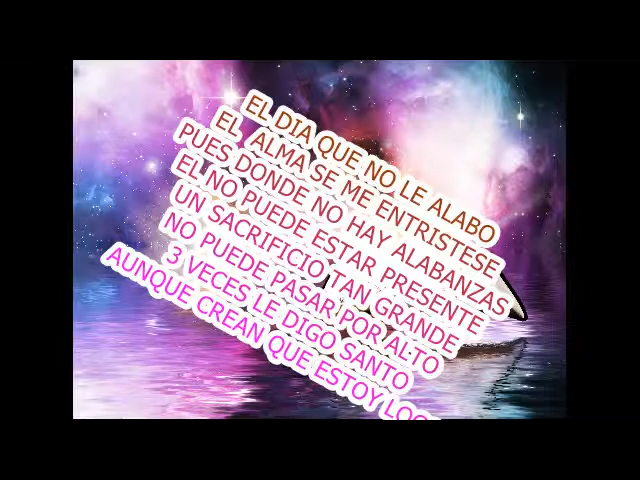 EL DIA QUE NO LE ALABO
EL ALMA SE ME ENTRISTESE
PUES DONDE NO HAY ALABANZAS
EL NO PUEDE ESTAR PRESENTE
UN SACRIFICIO TAN GRANDE
NO PUEDE PASAR POR ALTO
3 VECES LE DIGO SANTO
AUNQUE CREAN QUE ESTOY